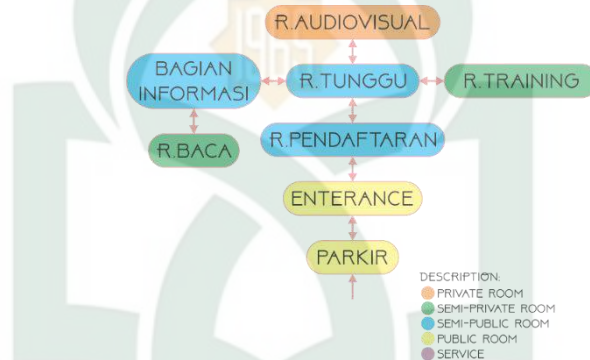 R.AUDIOVISUAL
BAGIAN
INFORMASI
R.TUNGGU
R.TRAINING
R.BACA
R.PENDAFTARAN
ENTERANCE
PARKIR
DESCRIPTION:
PRIVATE ROOM
SEMI-PRIVATE ROOM
SEMI-PUBLIC ROOM
PUBLIC ROOM
SERVICE
1965